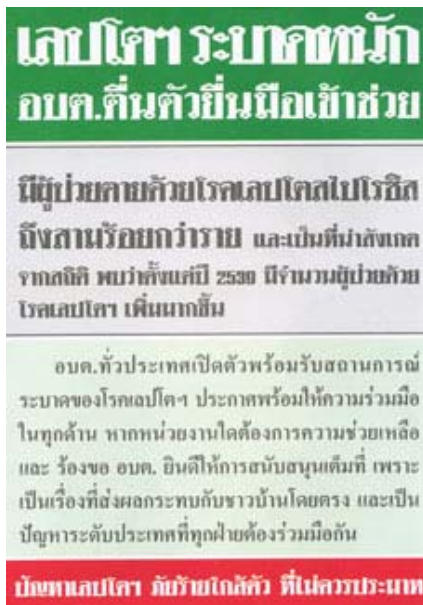 เลปโตฯ ระบาดหนัก
อบต.ตื่นตัวยื่นมือเข้าช่วย
มีผู้ป่วยตายด้วยโรคเลปโตสไปโรซิส
ถึงสามร้อยกว่าราย และเป็นที่น่าสังเกต
จากสถิติ พบว่าตั้งแต่ปี 2539 มีจำนวนผู้ป่วยด้วย
โรคเลปโตฯ เพิ่มมากขึ้น
อบต.ทั่วประเทศเปิดตัวพร้อมรับสถานการณ์
ระบาดของโรคเลปโตฯ ประกาศพร้อมให้ความร่วมมือ
ในทุกด้าน หากหน่วยงานใดต้องการความช่วยเหลือ
และ ร้องขอ อบต. ยินดีให้การสนับสนุนเต็มที่ เพราะ
เป็นเรื่องที่ส่งผลกระทบกับชาวบ้านโดยตรง และเป็น
ปัญหาระดับประเทศที่ทุกฝ่ายต้องร่วมมือกัน
ปัญหาเลปโตฯ ภัยร้ายใกล้ตัว ที่ไม่ควรประมาท